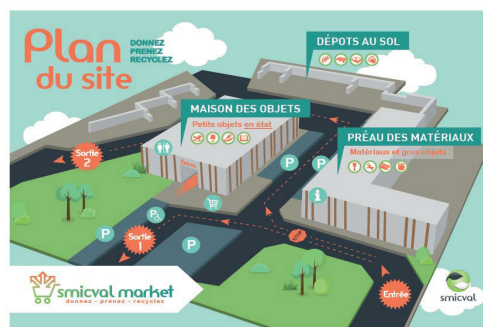 Plan
du site
DONNEZ
PRENEZ
RECYCLEZ
DÉPOTS AU SOL
MAISON DES OBJETS
Petits objets en état
PRÉAU DES MATÉRIAUX
Matériaux et gros objets
Sortie
2
P
P
P
P
P
i
Sortie
1
Entrée
smicval market
donnez - prenez - recyclez
smicval